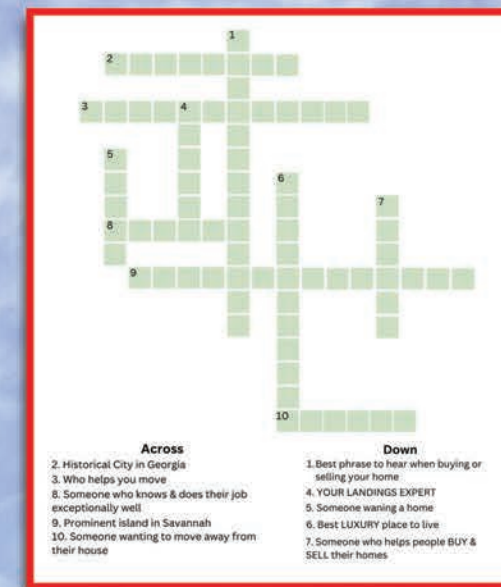 1
2
3 4
5
6
7
8
9
10
Across
2. Historical City in Georgia
3. Who helps you move
8. Someone who knows & does their job
exceptionally well
9. Prominent island in Savannah
10. Someone wanting to move away from
their house
Down
1. Best phrase to hear when buying or
selling your home
4. YOUR LANDINGS EXPERT
5. Someone waning a home
6. Best LUXURY place to live
7. Someone who helps people BUY &
SELL their homes